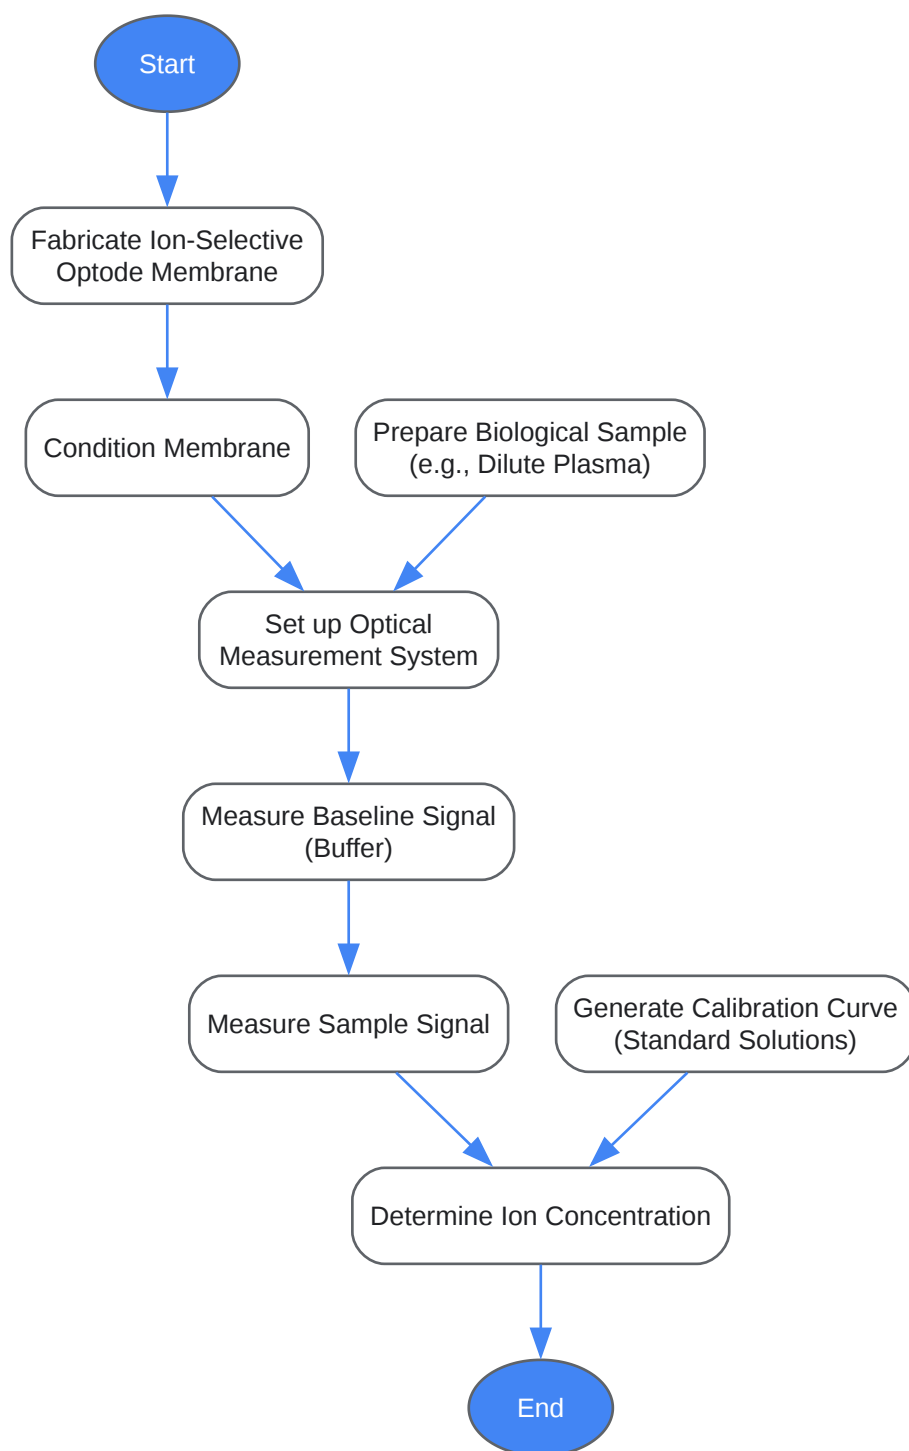 Start
Fabricate Ion-Selective
Optode Membrane
Condition Membrane
Prepare Biological Sample
(e.g., Dilute Plasma)
Set up Optical
Measurement System
Measure Baseline Signal
(Buffer)
Measure Sample Signal
Generate Calibration Curve
(Standard Solutions)
Determine Ion Concentration
End